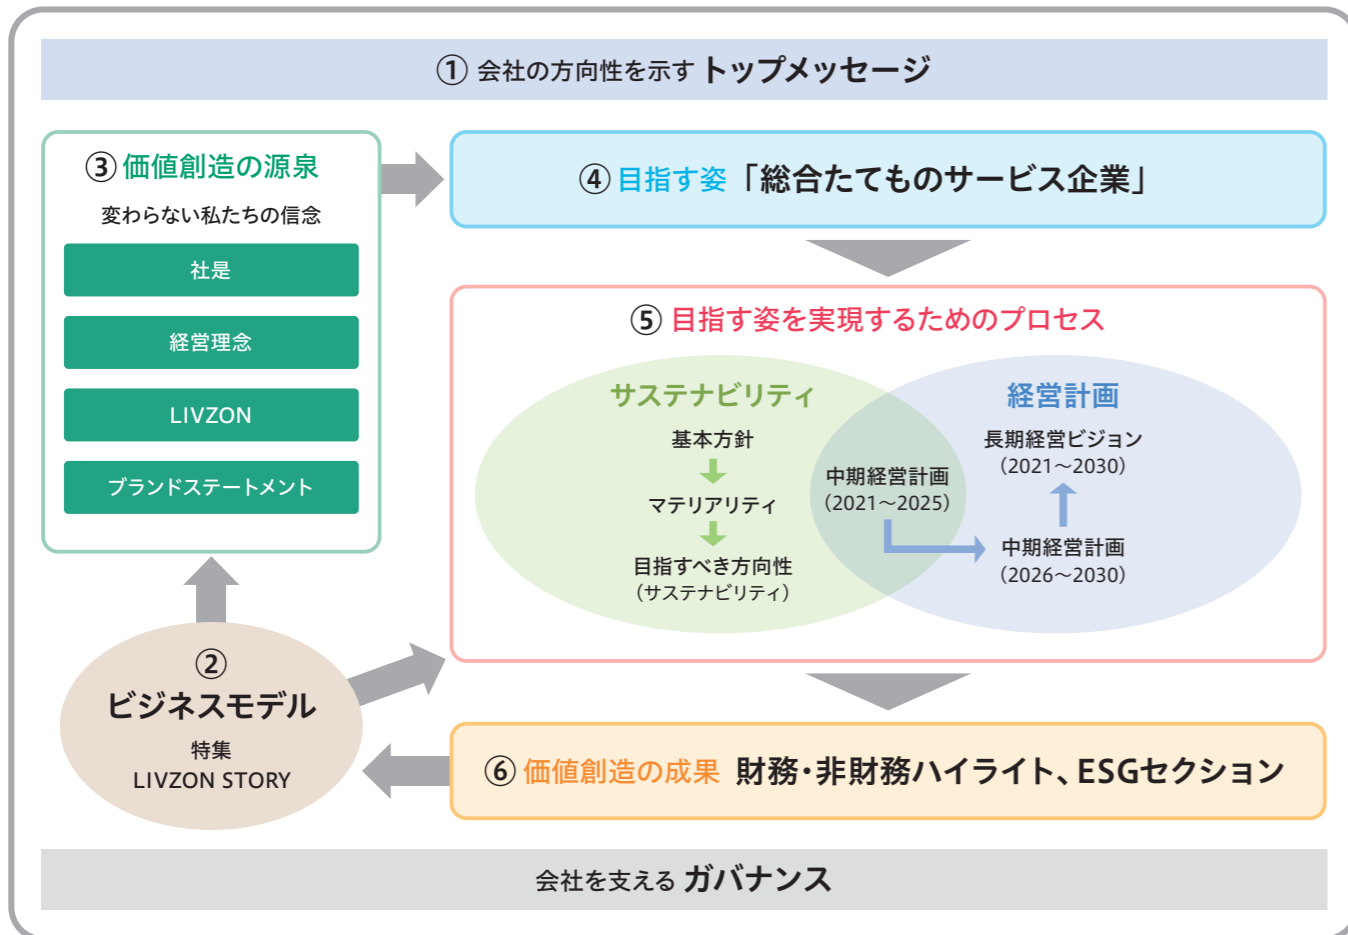 ① 会社の方向性を示す トップメッセージ
③ 価値創造の源泉
変わらない私たちの信念
社是
経営理念
LIVZON
ブランドステートメント
④ 目指す姿 「総合たてものサービス企業」
⑤ 目指す姿を実現するためのプロセス
サステナビリティ
基本方針
マテリアリティ
目指すべき方向性
（サステナビリティ）
中期経営計画
（2021～2025）
経営計画
長期経営ビジョン
（2021～2030）
中期経営計画
（2026～2030）
②
ビジネスモデル
特集
LIVZON STORY
⑥ 価値創造の成果 財務・非財務ハイライト、ESGセクション
会社を支える ガバナンス